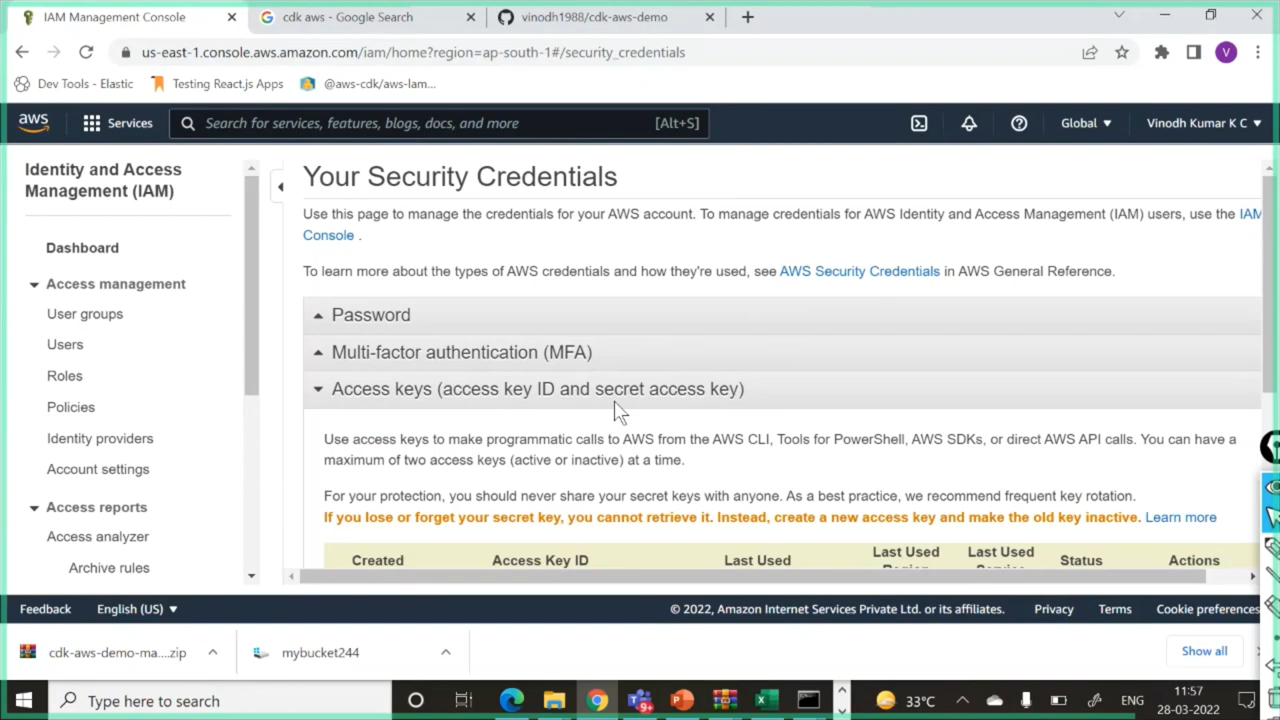 IAM Management Console
cdk aws - Google Search
vinodh1988/cdk-aws-demo
us-east-1.console.aws.amazon.com/iam/home?region=ap-south-1#/security_credentials
V
Dev Tools - Elastic
Testing React.js Apps
@aws-cdk/aws-lam...
aws
Services
Search for services, features, blogs, docs, and more
[Alt+S]
Global
Vinodh Kumar K C
Identity and Access
Management (IAM)
Dashboard
Access management
User groups
Users
Roles
Policies
Identity providers
Account settings
Access reports
Access analyzer
Archive rules
Your Security Credentials
Use this page to manage the credentials for your AWS account. To manage credentials for AWS Identity and Access Management (IAM) users, use the IAM
Console .
To learn more about the types of AWS credentials and how they're used, see AWS Security Credentials in AWS General Reference.
Password
Multi-factor authentication (MFA)
Access keys (access key ID and secret access key)
Use access keys to make programmatic calls to AWS from the AWS CLI, Tools for PowerShell, AWS SDKs, or direct AWS API calls. You can have a
maximum of two access keys (active or inactive) at a time.
For your protection, you should never share your secret keys with anyone. As a best practice, we recommend frequent key rotation.
If you lose or forget your secret key, you cannot retrieve it. Instead, create a new access key and make the old key inactive. Learn more
Created
Access Key ID
Last Used
Last Used
Last Used
Status
Actions
Feedback
English (US)
© 2022, Amazon Internet Services Private Ltd. or its affiliates.
Privacy
Terms
Cookie preferences
cdk-aws-demo-ma....zip
mybucket244
Show all
Type here to search
9+
33°C
ENG
11:57
28-03-2022